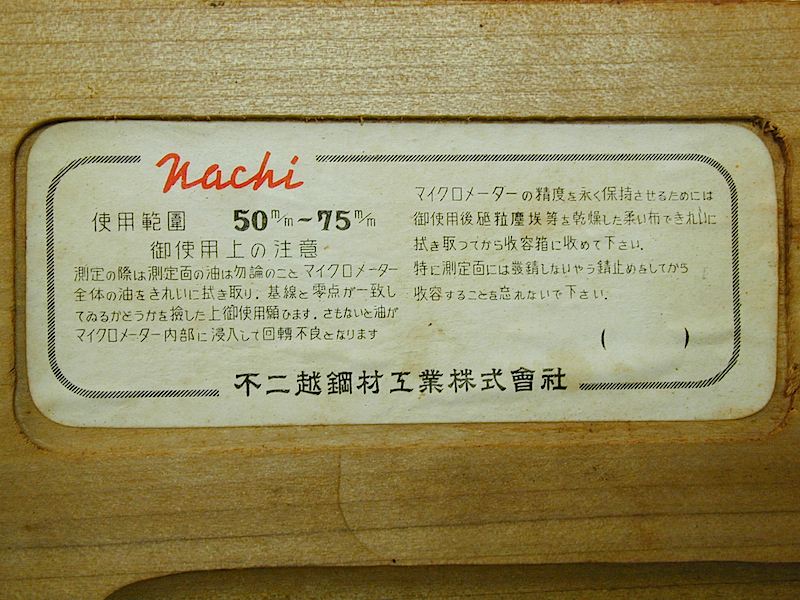 Nachi
使用範圍 50m/m~75m/m
御使用上の注意
測定の際は測定面の油は勿論のこと マイクロメーター
全体の油をきれいに拭き取り、基線と零点が一致し
てゐるかどうかを撿した上御使用願ひます。さもないと油が
マイクロメーター内部に浸入して回轉不良となります
マイクロメーターの精度を永く保持させるためには
御使用後砥粒塵埃等を乾燥した柔い布できれいに
拭き取つてから收容箱に收めて下さい。
特に測定面には發錆しないやう錆止めをしてから
收容することを忘れないで下さい。
( )
不二越鋼材工業株式會社